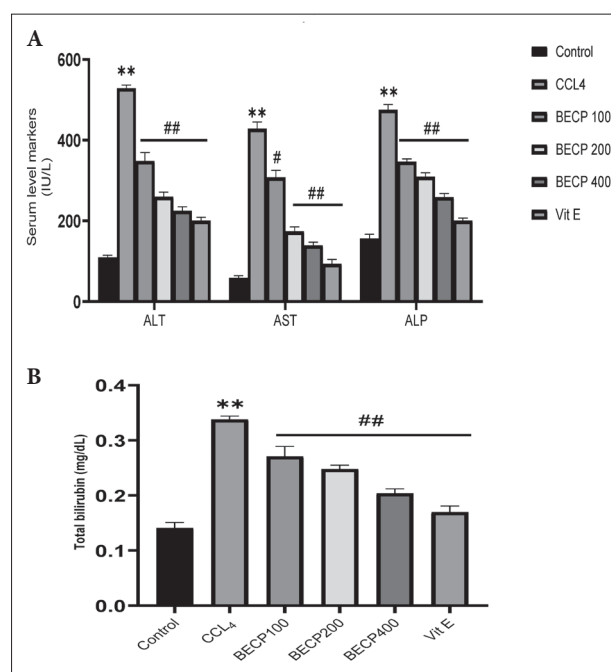 A
Serum level markers
(IU/L)
600
400
200
0
**
##
**
#
##
**
##
ALT
AST
ALP
Control
CCL4
BECP 100
BECP 200
BECP 400
Vit E
B
Total bilirubin (mg/dL)
0.4
0.3
0.2
0.1
0.0
**
##
Control
CCL₄
BECP100
BECP200
BECP400
Vit E